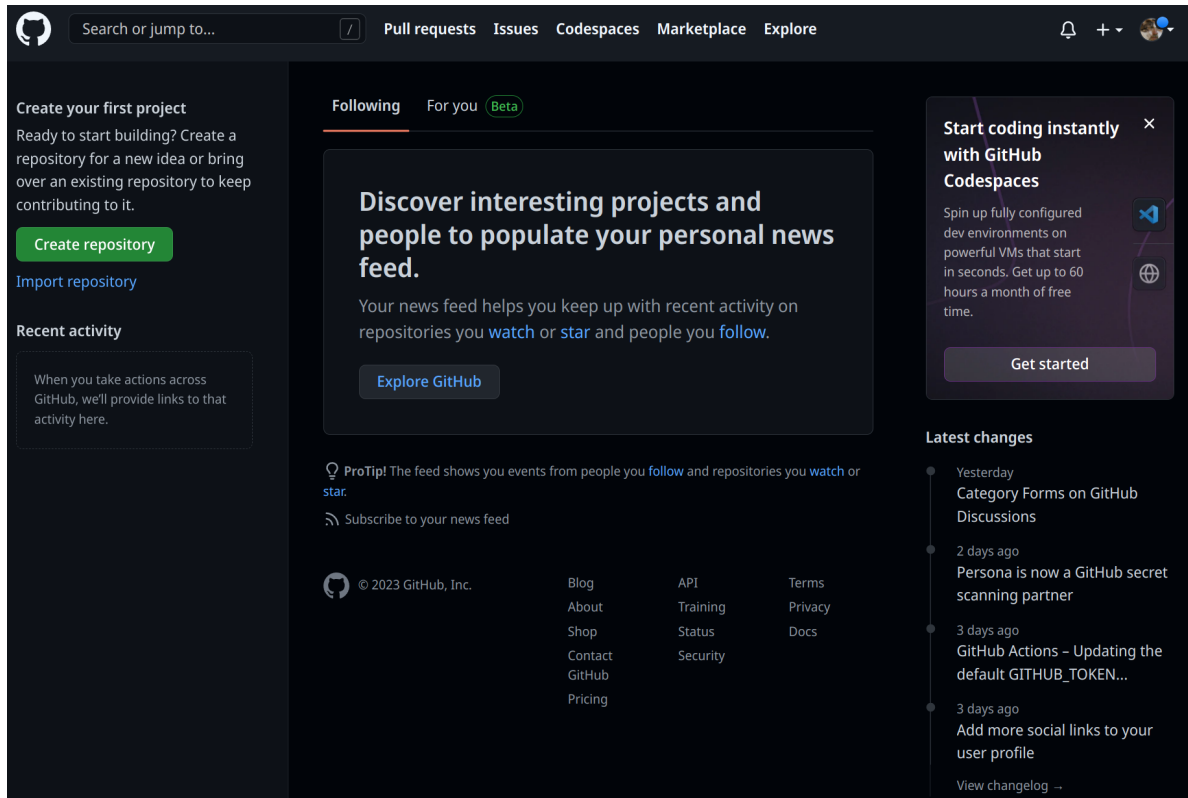 Search or jump to...
/
Pull requests
Issues
Codespaces
Marketplace
Explore
Create your first project
Ready to start building? Create a
repository for a new idea or bring
over an existing repository to keep
contributing to it.
Create repository
Import repository
Recent activity
When you take actions across
GitHub, we'll provide links to that
activity here.
Following
For you
Beta
Discover interesting projects and
people to populate your personal news
feed.
Your news feed helps you keep up with recent activity on
repositories you watch or star and people you follow.
Explore GitHub
ProTip! The feed shows you events from people you follow and repositories you watch or
star.
Subscribe to your news feed
© 2023 GitHub, Inc.
Blog
About
Shop
Contact
GitHub
Pricing
API
Training
Status
Security
Terms
Privacy
Docs
Start coding instantly
with GitHub
Codespaces
Spin up fully configured
dev environments on
powerful VMs that start
in seconds. Get up to 60
hours a month of free
time.
Get started
Latest changes
Yesterday
Category Forms on GitHub
Discussions
2 days ago
Persona is now a GitHub secret
scanning partner
3 days ago
GitHub Actions – Updating the
default GITHUB_TOKEN...
3 days ago
Add more social links to your
user profile
View changelog →